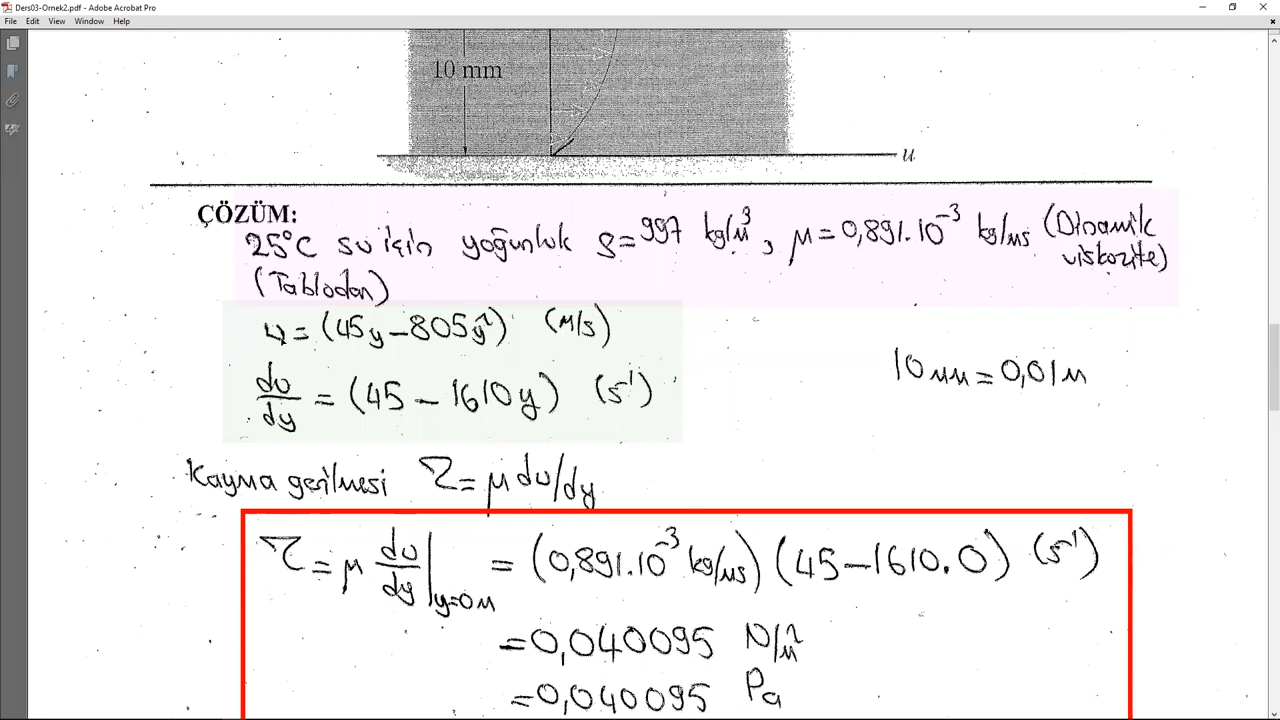 Ders03-Ornek2.pdf - Adobe Acrobat Pro
File Edit View Window Help
10 mm
u
ÇÖZÜM:
25°C su için yoğunluk ρ=997 kg/m³, μ=0,891.10⁻³ kg/ms (Dinamik viskozite)
(Tablodan)
u=(45y-805y²) (m/s)
du/dy = (45-1610y) (s⁻¹)
10 mm=0,01m
Kayma gerilmesi τ=μ du/dy
τ=μ du/dy|y=0m = (0,891.10⁻³ kg/ms) (45-1610.0) (s⁻¹)
=0,040095 N/m²
=0,040095 Pa